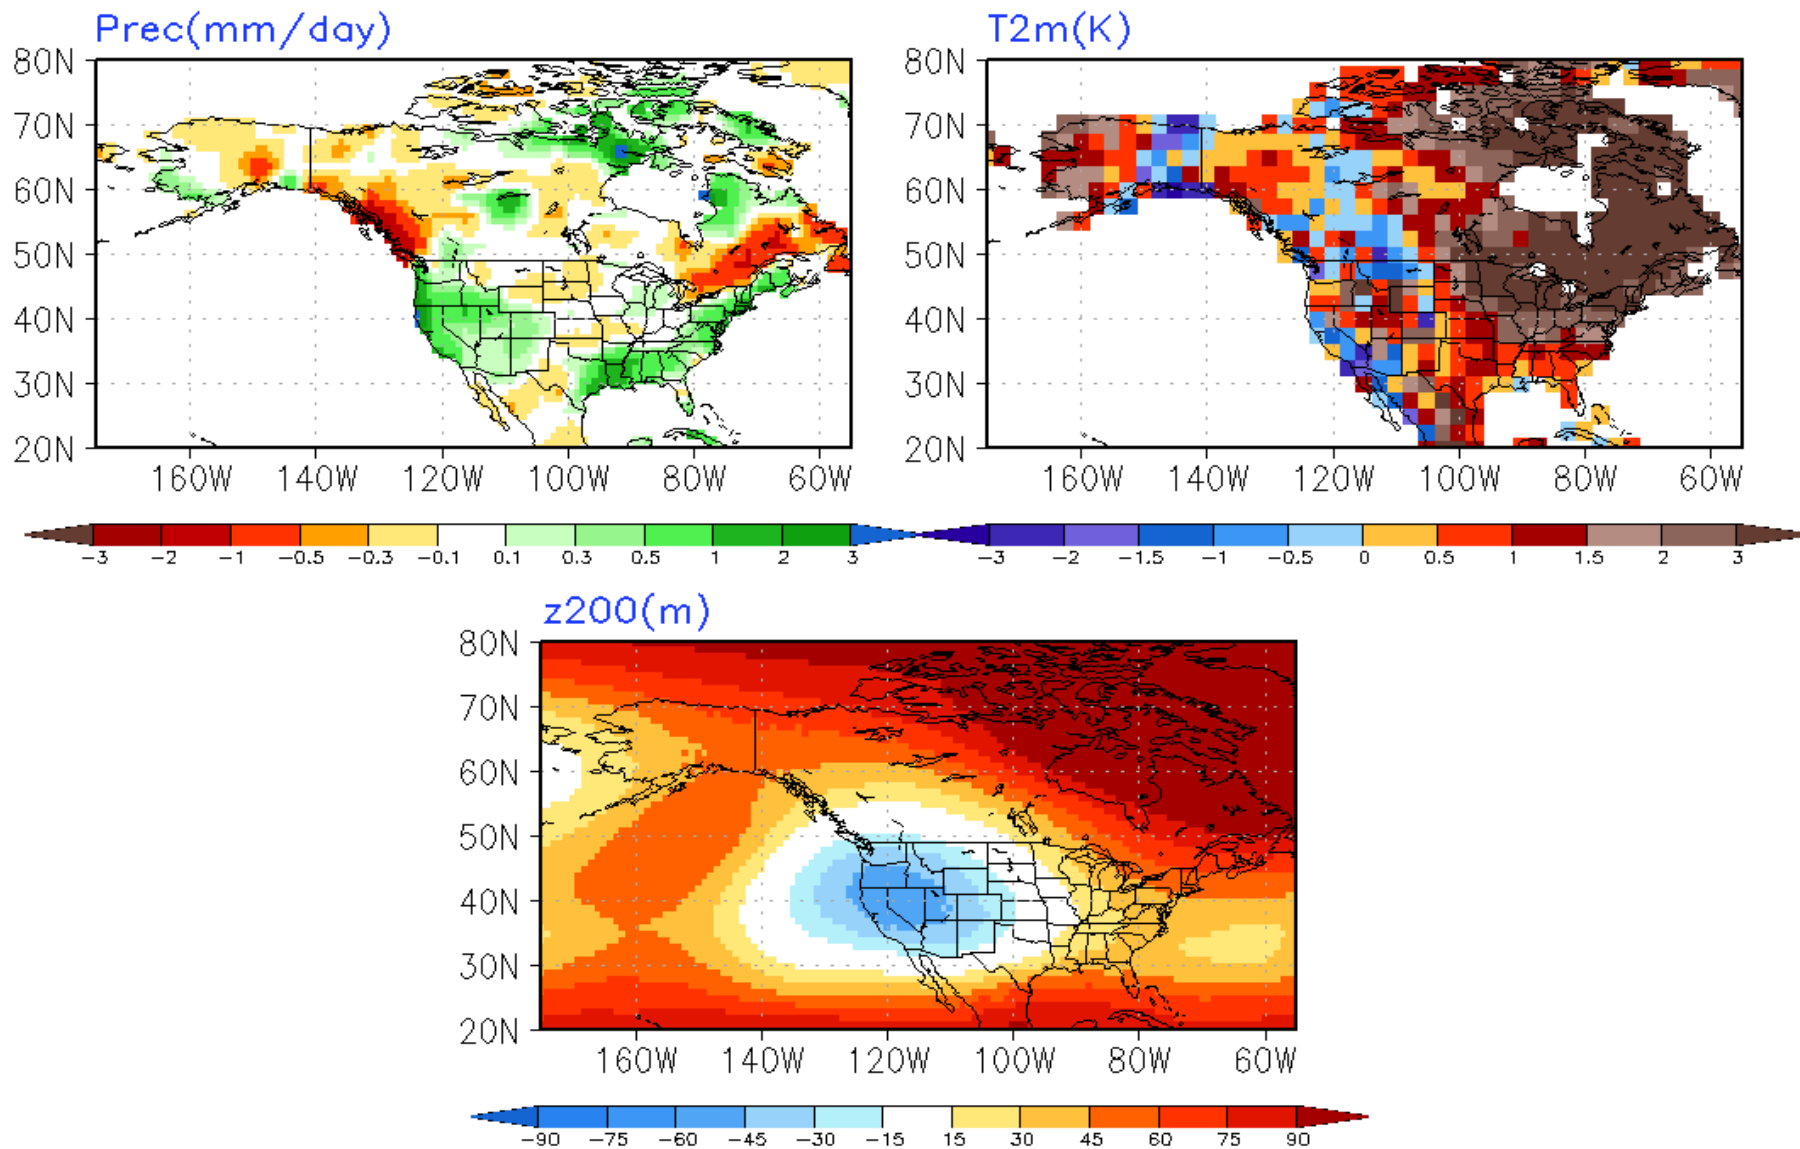 Prec(mm/day)
80N
70N
60N
50N
40N
30N
20N
160W 140W 120W 100W 80W 60W
-3 -2 -1 -0.5 -0.3 -0.1 0.1 0.3 0.5 1 2 3
T2m(K)
80N
70N
60N
50N
40N
30N
20N
160W 140W 120W 100W 80W 60W
-3 -2 -1.5 -1 -0.5 0 0.5 1 1.5 2 3
z200(m)
80N
70N
60N
50N
40N
30N
20N
160W 140W 120W 100W 80W 60W
-90 -75 -60 -45 -30 -15 15 30 45 60 75 90